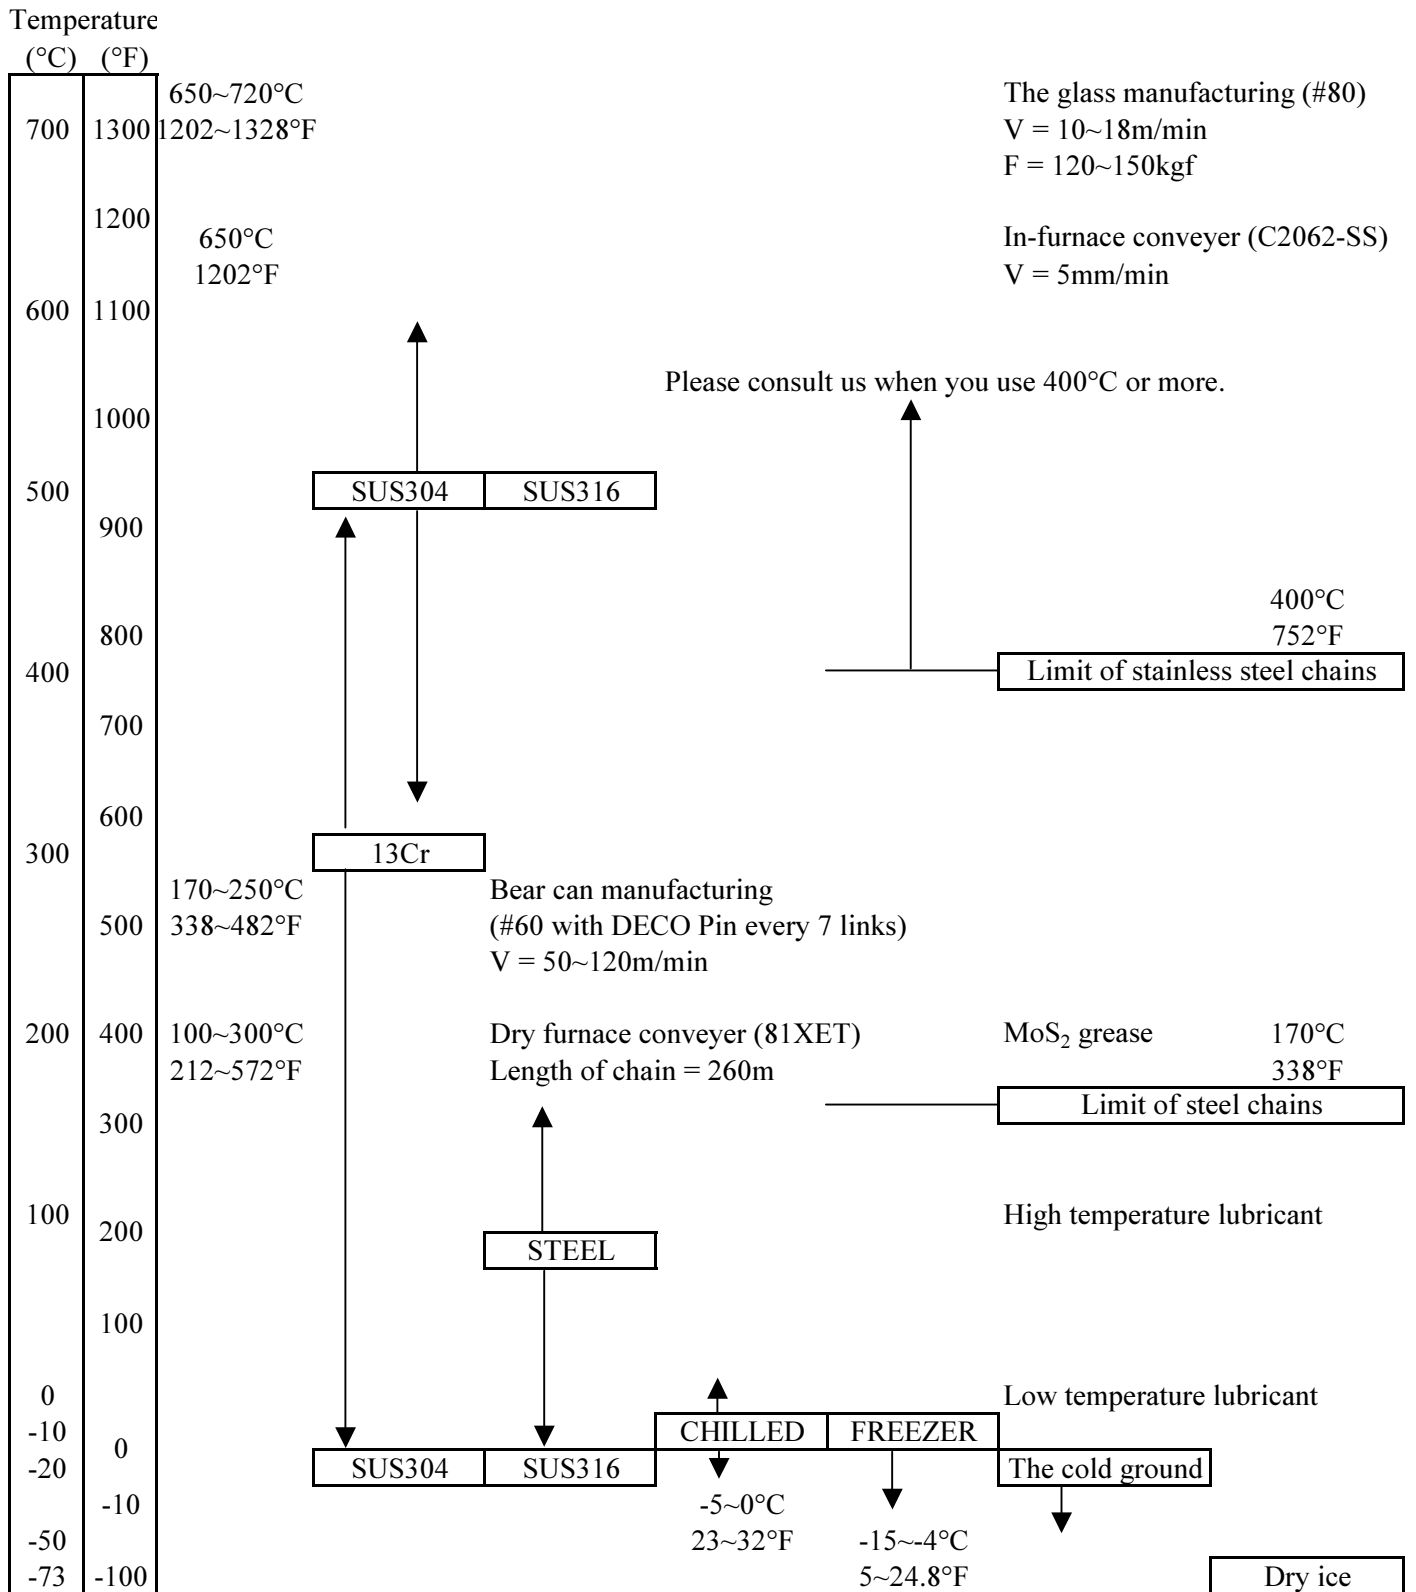 Temperature
(°C) (°F)
650~720°C The glass manufacturing (#80)
700 1300 1202~1328°F V = 10~18m/min
F = 120~150kgf
1200
650°C In-furnace conveyer (C2062-SS)
1202°F V = 5mm/min
600 1100
Please consult us when you use 400°C or more.
1000
500 SUS304 SUS316
900
400°C
800 752°F
400 Limit of stainless steel chains
700
600
300 13Cr
170~250°C Bear can manufacturing
500 338~482°F (#60 with DECO Pin every 7 links)
V = 50~120m/min
200 400 100~300°C Dry furnace conveyer (81XET) MoS₂ grease 170°C
212~572°F Length of chain = 260m 338°F
Limit of steel chains
300
100 High temperature lubricant
200
STEEL
100
0 Low temperature lubricant
-10 CHILLED FREEZER
0
-20 SUS304 SUS316 The cold ground
-10 -5~0°C
-50 23~32°F -15~-4°C
-73 -100 5~24.8°F Dry ice